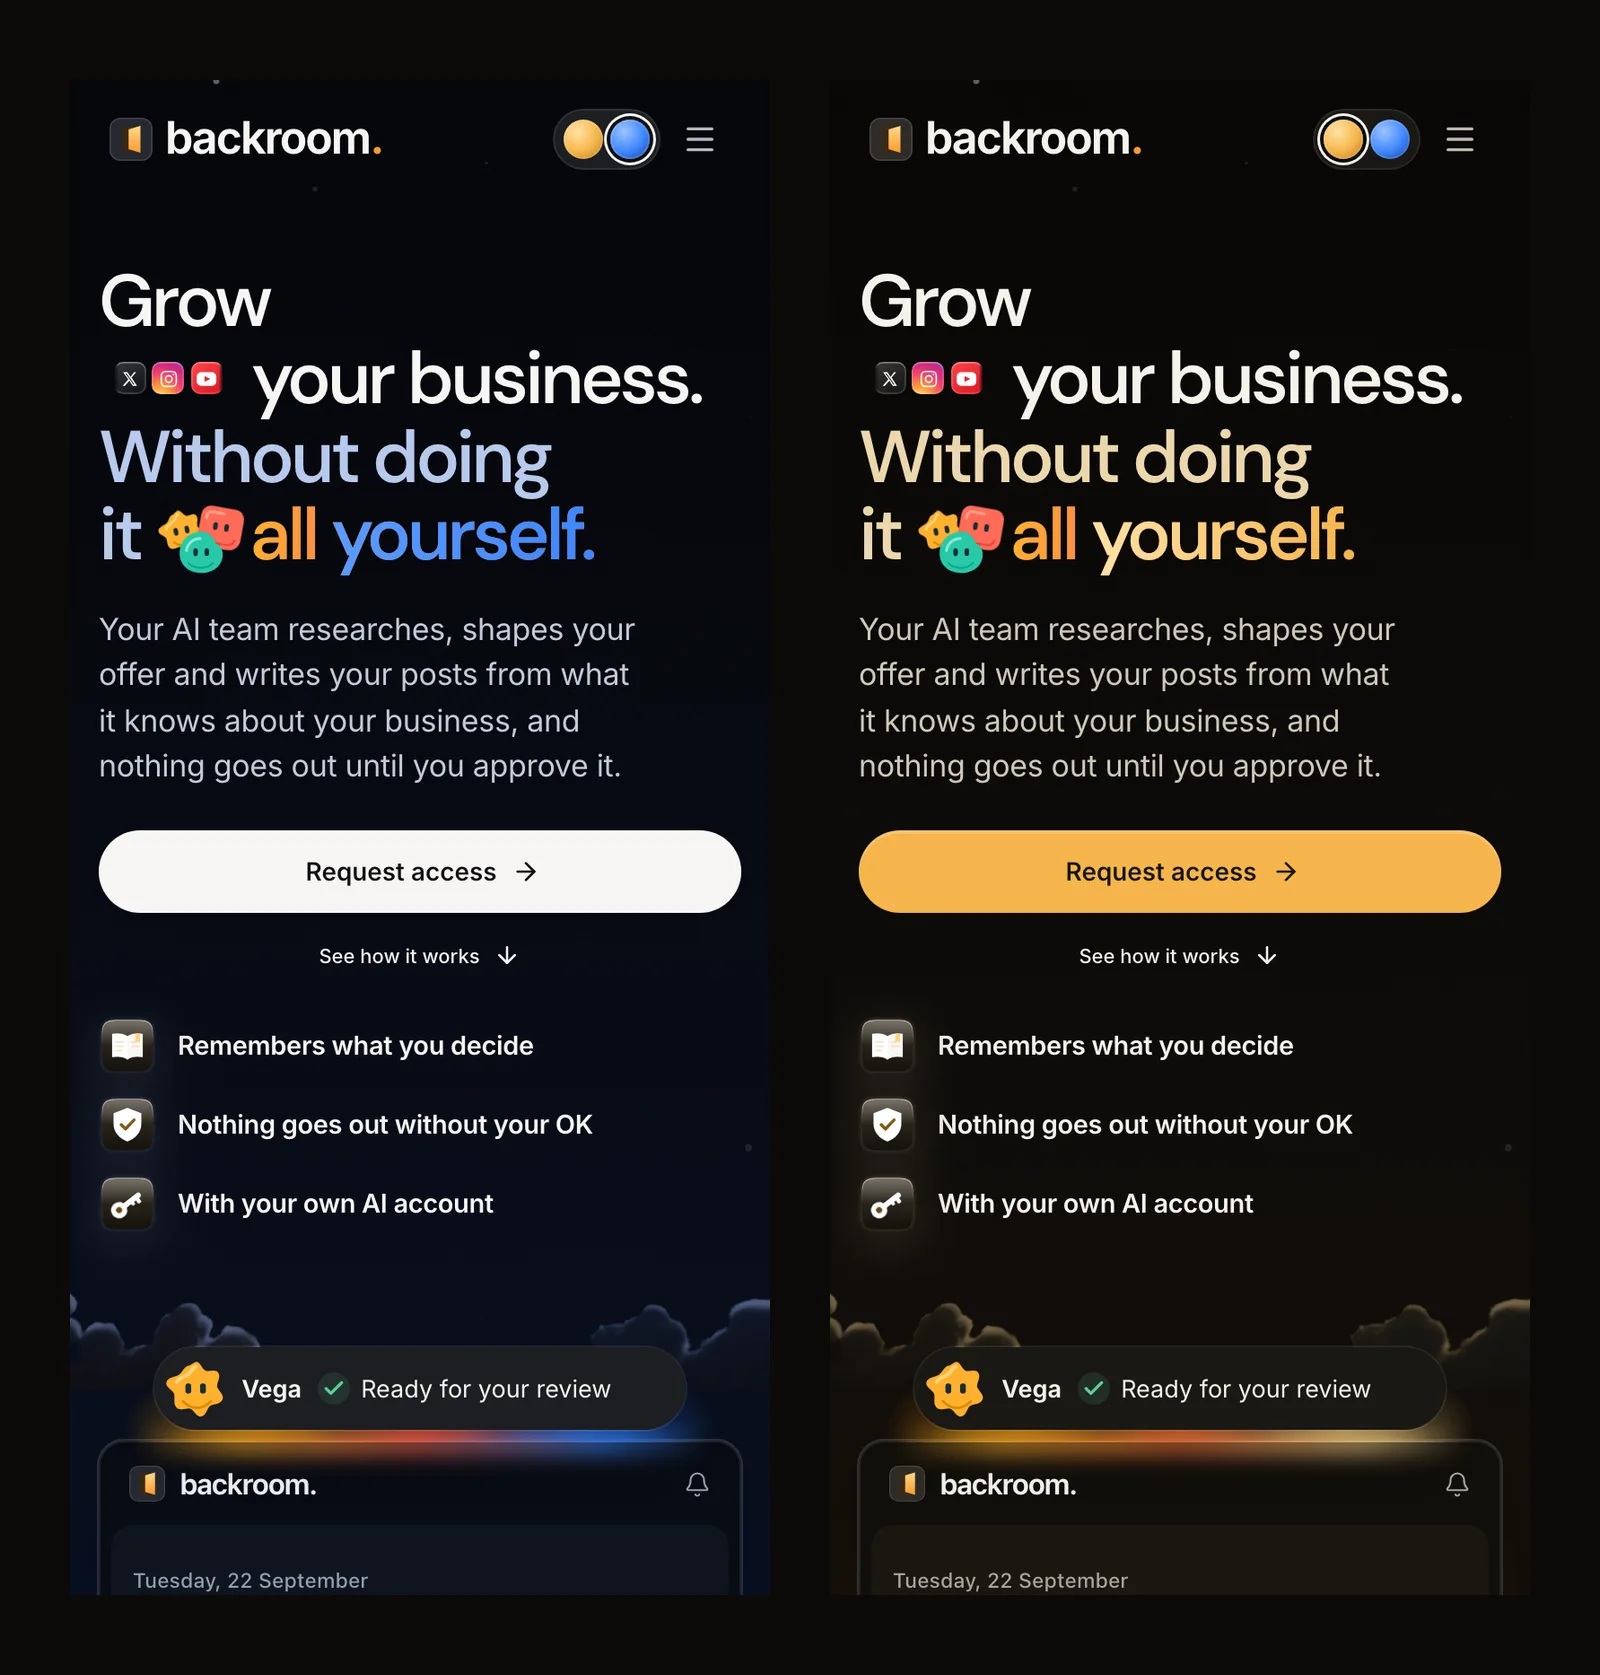 backroom.
Grow
your business.
Without doing
it all yourself.
Your AI team researches, shapes your
offer and writes your posts from what
it knows about your business, and
nothing goes out until you approve it.
Request access →
See how it works ↓
Remembers what you decide
Nothing goes out without your OK
With your own AI account
Vega Ready for your review
backroom.
Tuesday, 22 September
backroom.
Grow
your business.
Without doing
it all yourself.
Your AI team researches, shapes your
offer and writes your posts from what
it knows about your business, and
nothing goes out until you approve it.
Request access →
See how it works ↓
Remembers what you decide
Nothing goes out without your OK
With your own AI account
Vega Ready for your review
backroom.
Tuesday, 22 September